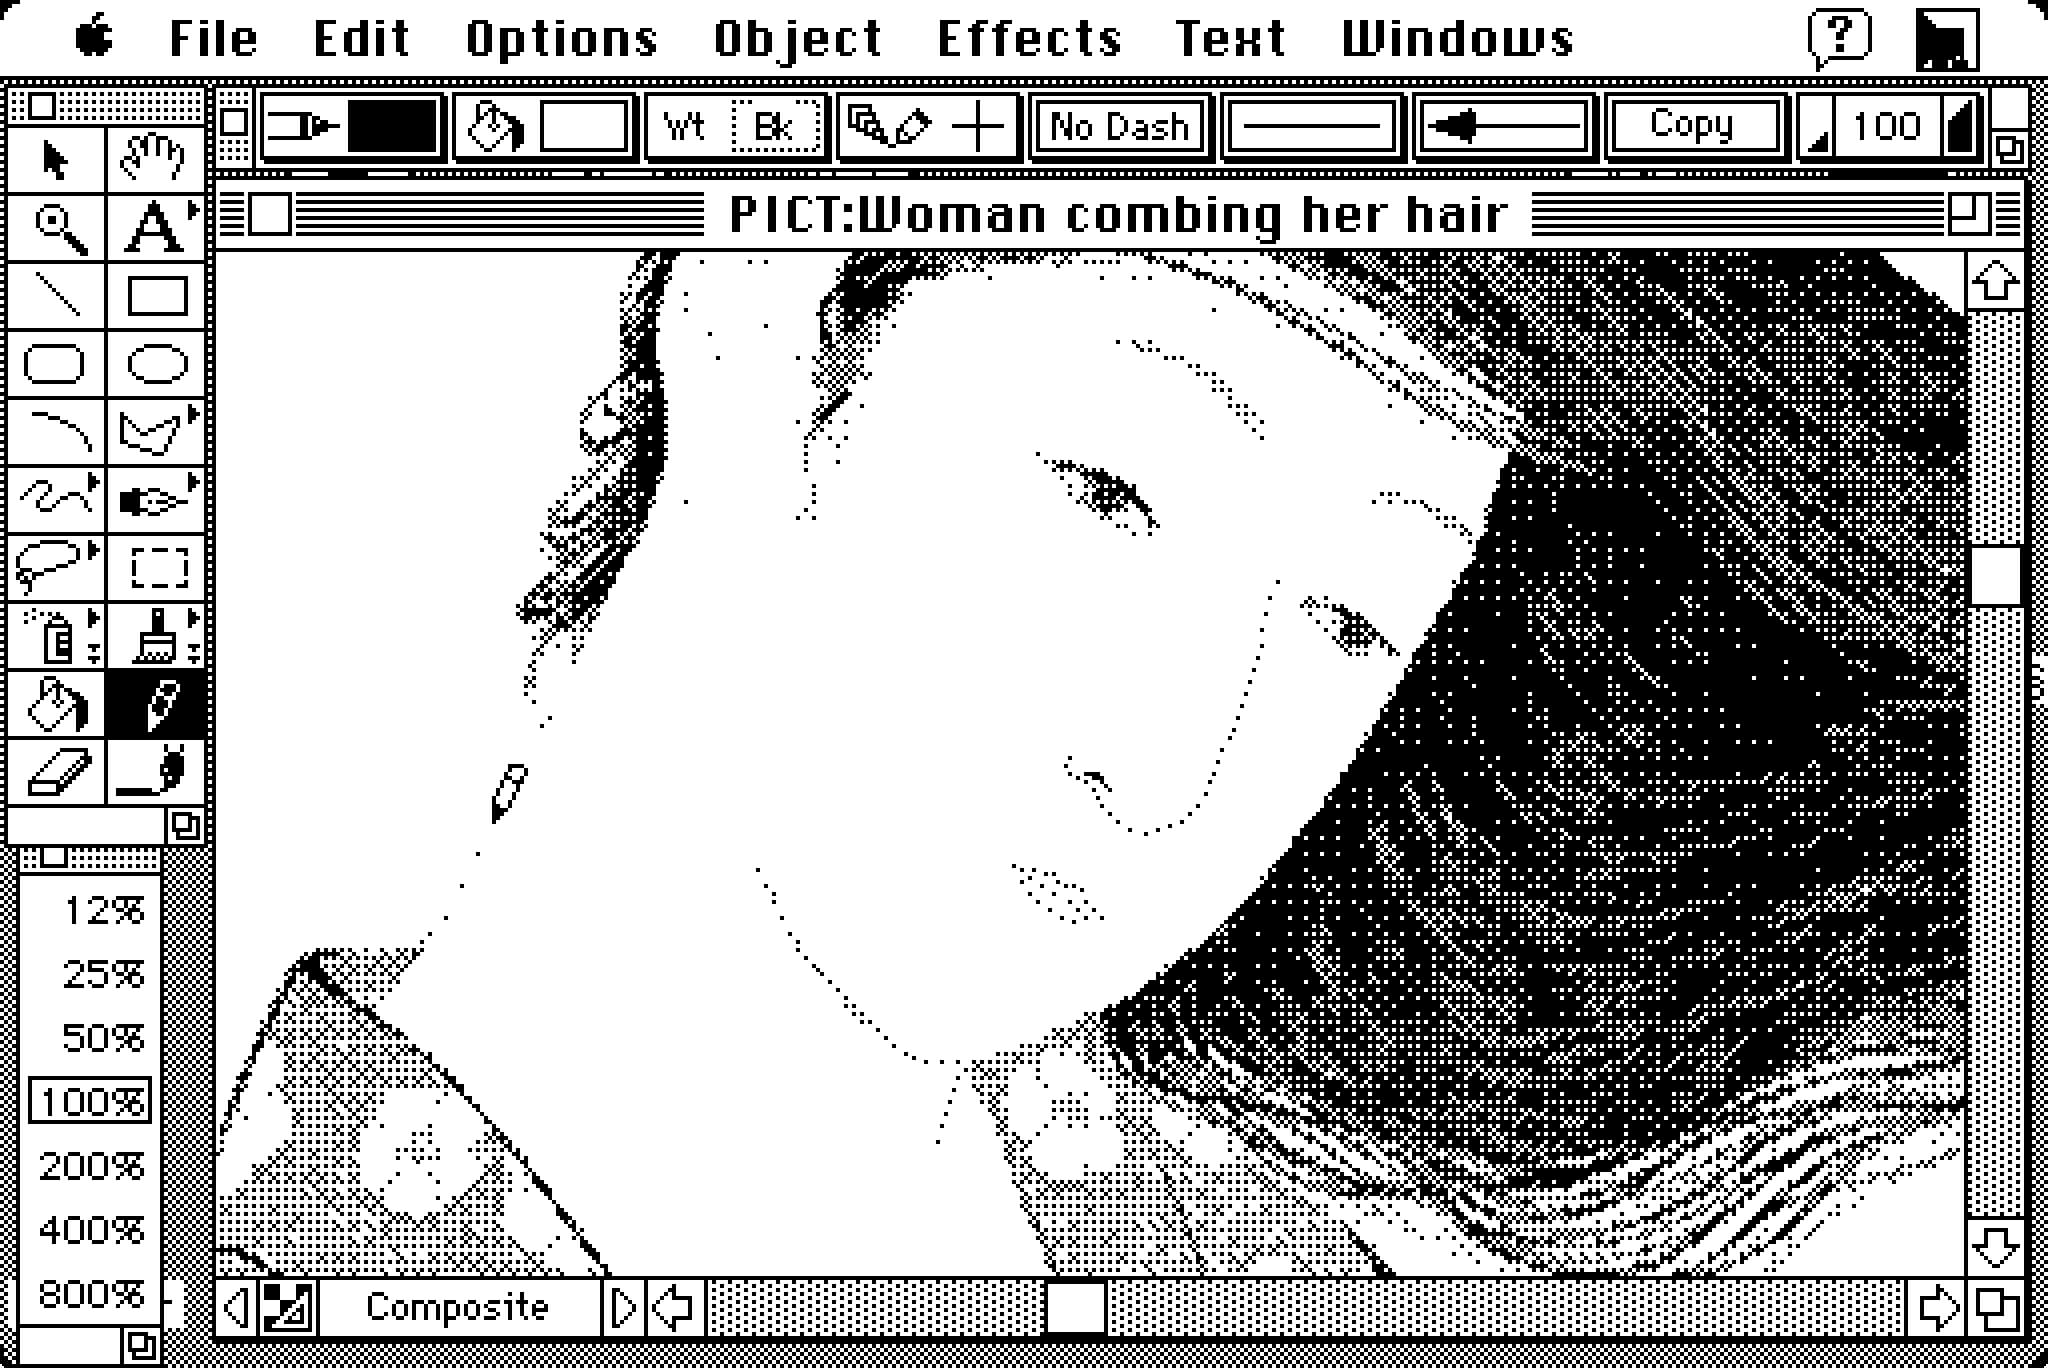 File Edit Options Object Effects Text Windows ?
Wt Bk No Dash Copy 100
PICT:Woman combing her hair
A
12%
25%
50%
100%
200%
400%
800%
Composite